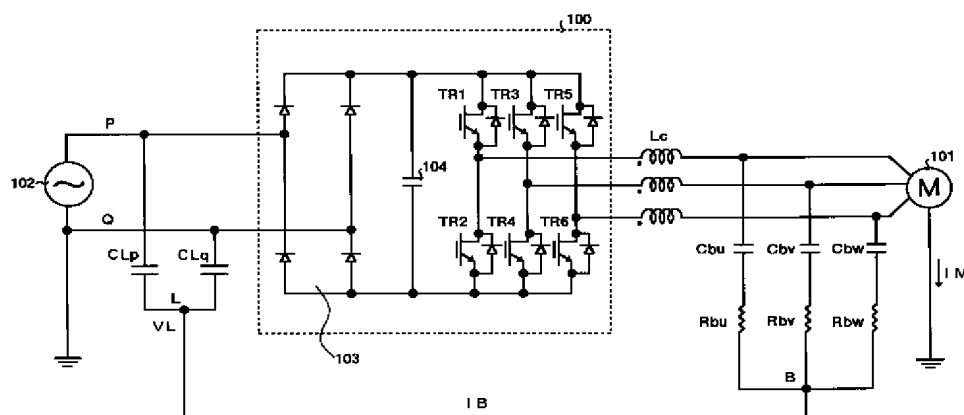 100
TR1 TR3 TR5
P
Lc
101
102
104
M
Q
TR2 TR4 TR6
CLp CLq
Cbu Cbv Cbw
I M
L
VL
Rbu Rbv Rbw
103
B
I B